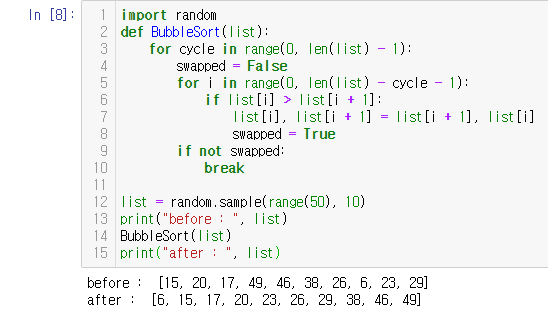 In [8]:
1 import random
2 def BubbleSort(list):
3     for cycle in range(0, len(list) - 1):
4         swapped = False
5         for i in range(0, len(list) - cycle - 1):
6             if list[i] > list[i + 1]:
7                 list[i], list[i + 1] = list[i + 1], list[i]
8                 swapped = True
9         if not swapped:
10             break
11
12 list = random.sample(range(50), 10)
13 print("before : ", list)
14 BubbleSort(list)
15 print("after : ", list)
before :  [15, 20, 17, 49, 46, 38, 26, 6, 23, 29]
after :  [6, 15, 17, 20, 23, 26, 29, 38, 46, 49]